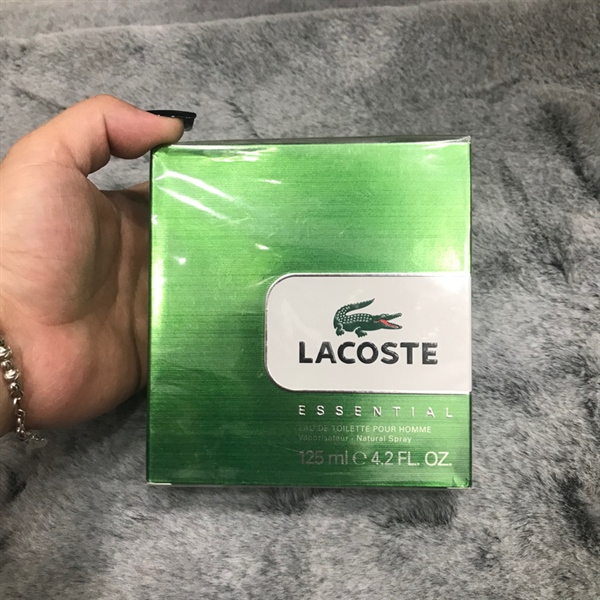 LACOSTE
ESSENTIAL
EAU DE TOILETTE POUR HOMME
Vaporisateur - Natural Spray
125 ml ℮ 4.2 FL. OZ.